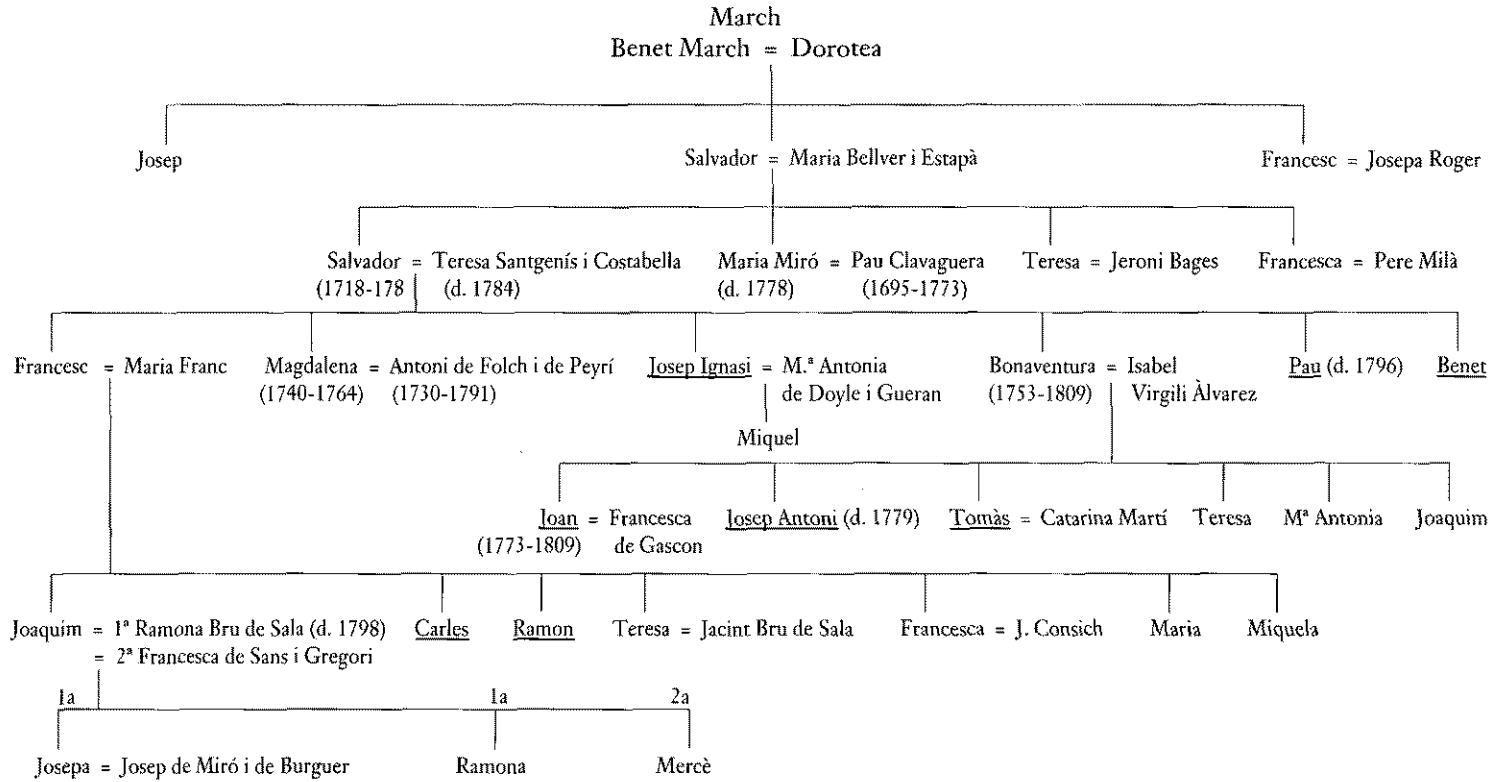 March
Benet March = Dorotea
Josep
Salvador = Maria Bellver i Estapà
Francesc = Josepa Roger
Salvador = Teresa Santgenís i Costabella
(1718-178 (d. 1784)
Maria Miró = Pau Clavaguera
(d. 1778) (1695-1773)
Teresa = Jeroni Bages
Francesca = Pere Milà
Francesc = Maria Franc
Magdalena = Antoni de Folch i de Peyrí
(1740-1764) (1730-1791)
Josep Ignasi = M.ª Antonia
de Doyle i Gueran
Bonaventura = Isabel
(1753-1809) Virgili Àlvarez
Pau (d. 1796)
Benet
Miquel
Joan = Francesca
(1773-1809) de Gascon
Josep Antoni (d. 1779)
Tomàs = Catarina Martí
Teresa
Mª Antonia
Joaquim
Joaquim = 1ª Ramona Bru de Sala (d. 1798)
= 2ª Francesca de Sans i Gregori
Carles
Ramon
Teresa = Jacint Bru de Sala
Francesca = J. Consich
Maria
Miquela
1a
1a
2a
Josepa = Josep de Miró i de Burguer
Ramona
Mercè